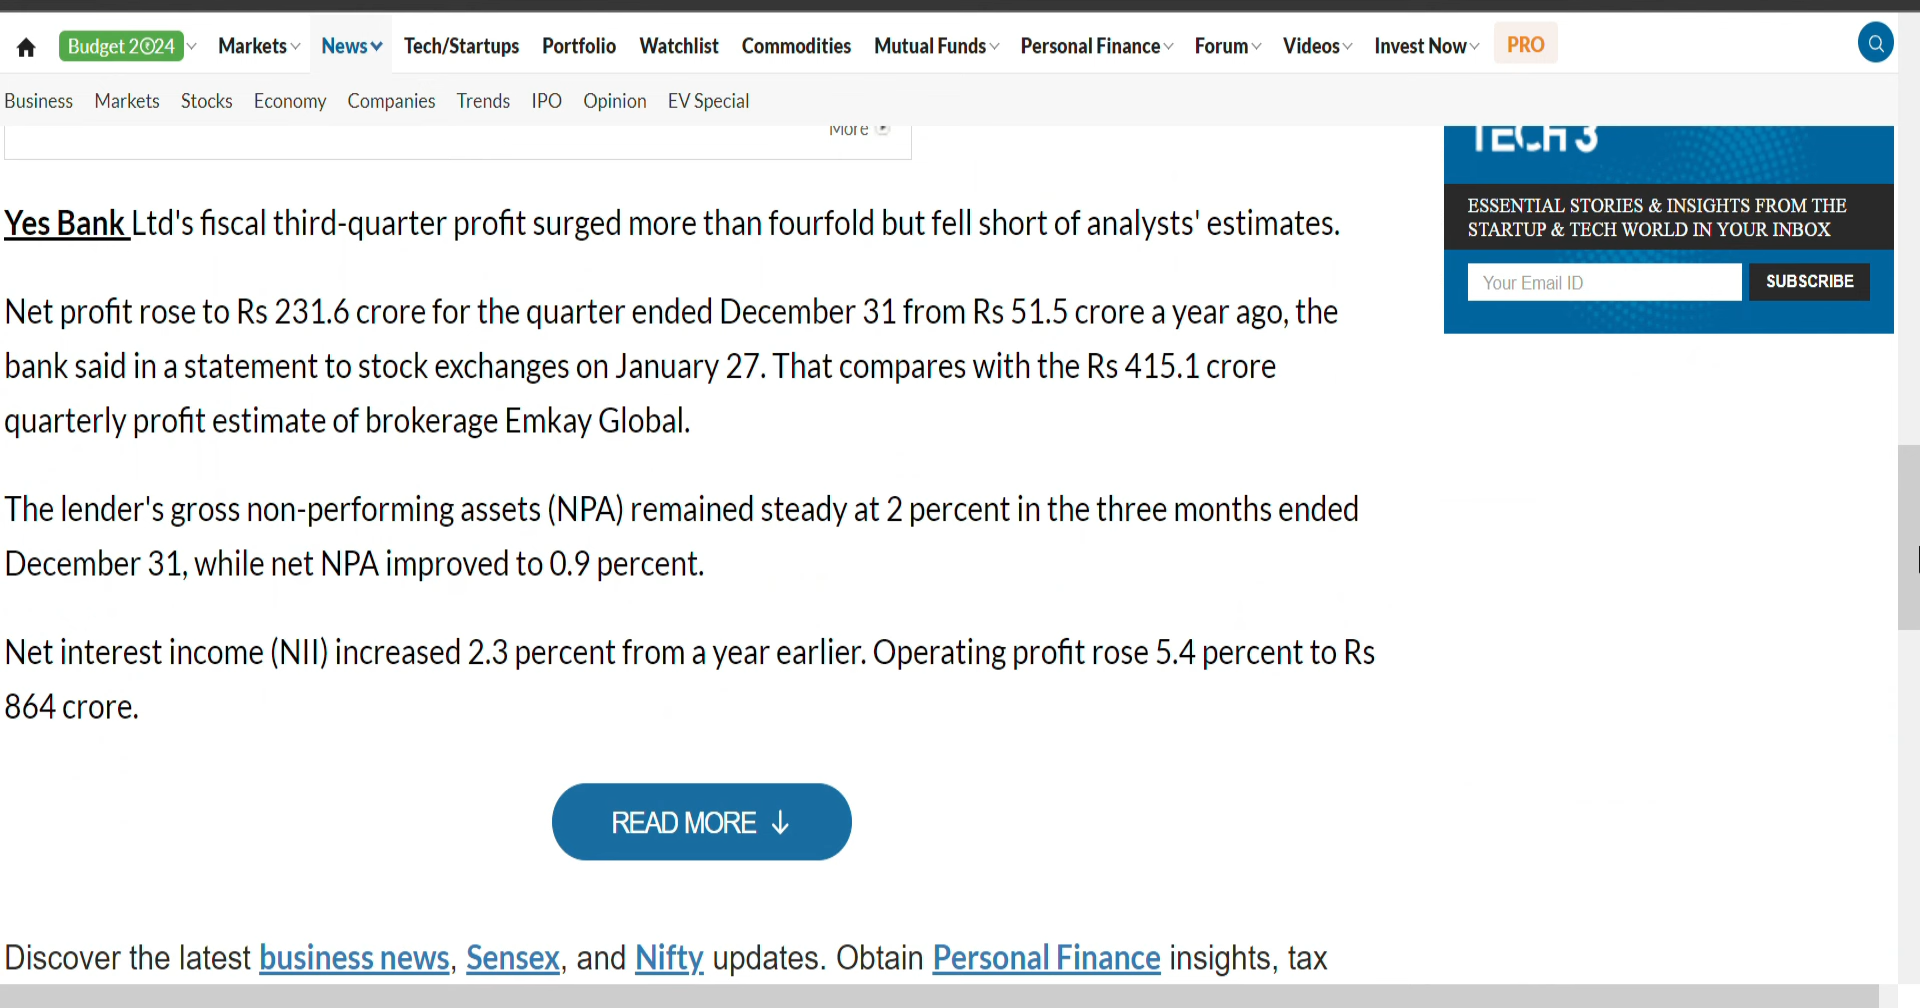 Budget 2024 Markets News Tech/Startups Portfolio Watchlist Commodities Mutual Funds Personal Finance Forum Videos Invest Now PRO
Business Markets Stocks Economy Companies Trends IPO Opinion EV Special
More
TECH 3
ESSENTIAL STORIES & INSIGHTS FROM THE
STARTUP & TECH WORLD IN YOUR INBOX
Your Email ID SUBSCRIBE
Yes Bank Ltd's fiscal third-quarter profit surged more than fourfold but fell short of analysts' estimates.
Net profit rose to Rs 231.6 crore for the quarter ended December 31 from Rs 51.5 crore a year ago, the
bank said in a statement to stock exchanges on January 27. That compares with the Rs 415.1 crore
quarterly profit estimate of brokerage Emkay Global.
The lender's gross non-performing assets (NPA) remained steady at 2 percent in the three months ended
December 31, while net NPA improved to 0.9 percent.
Net interest income (NII) increased 2.3 percent from a year earlier. Operating profit rose 5.4 percent to Rs
864 crore.
READ MORE ↓
Discover the latest business news, Sensex, and Nifty updates. Obtain Personal Finance insights, tax